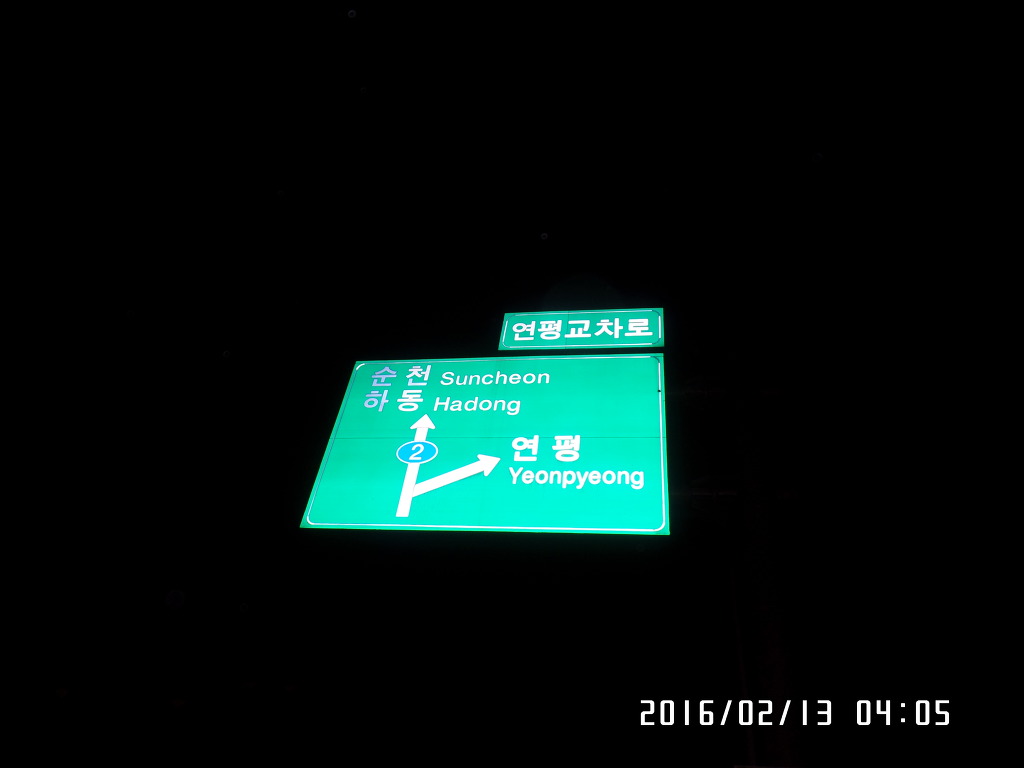 연평교차로
순천 Suncheon
하동 Hadong
2
연평
Yeonpyeong
2016/02/13 04:05